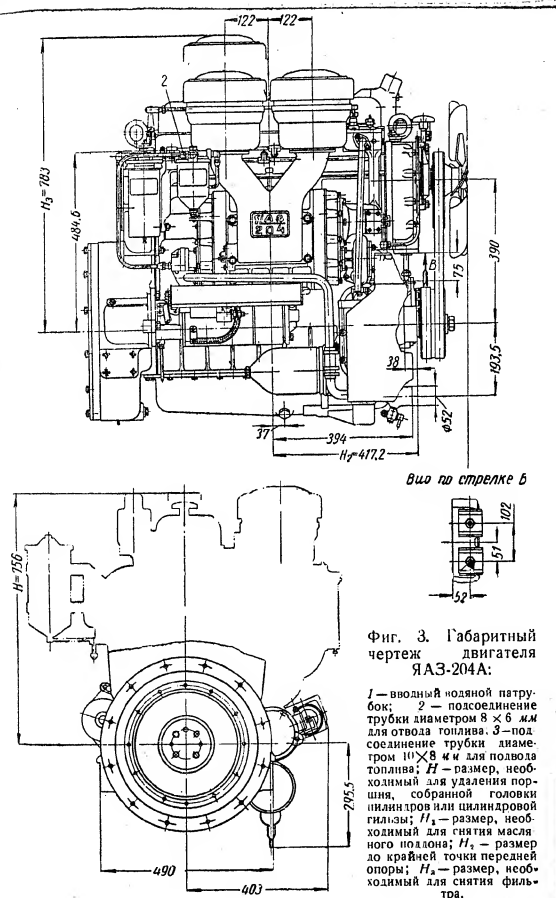 122
122
2
H₃=783
484,6
ЯАЗ
204
390
В
75
38
193,5
ф52
37
394
H₂=417.2
Вид по стрелке Б
H=756
102
51
52
295,5
490
403
Фиг. 3. Габаритный
чертеж двигателя
ЯАЗ-204А:
1 — вводный водяной патру-
бок; 2 — подсоединение
трубки диаметром 8 × 6 мм
для отвода топлива, 3—под
соединение трубки диаме-
тром 10×8 мм для подвода
топлива; H — размер, необ-
ходимый для удаления пор-
шня, собранной головки
цилиндров или цилиндровой
гильзы; H₁ — размер, необ-
ходимый для снятия масля
ного поддона; H₂ — размер
до крайней точки передней
опоры; H₃ — размер, необ-
ходимый для снятия филь-
тра.